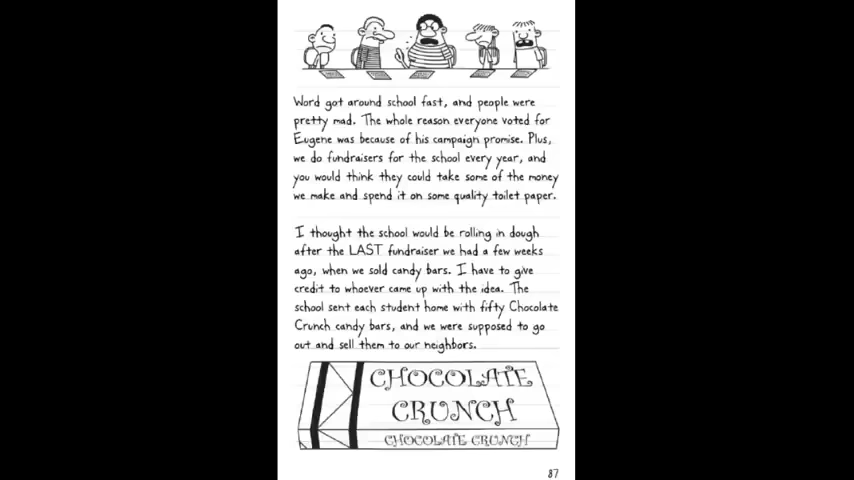 Word got around school fast, and people were
pretty mad. The whole reason everyone voted for
Eugene was because of his campaign promise. Plus,
we do fundraisers for the school every year, and
you would think they could take some of the money
we make and spend it on some quality toilet paper.
I thought the school would be rolling in dough
after the LAST fundraiser we had a few weeks
ago, when we sold candy bars. I have to give
credit to whoever came up with the idea. The
school sent each student home with fifty Chocolate
Crunch candy bars, and we were supposed to go
out and sell them to our neighbors.
CHOCOLATE
CRUNCH
CHOCOLATE CRUNCH
87